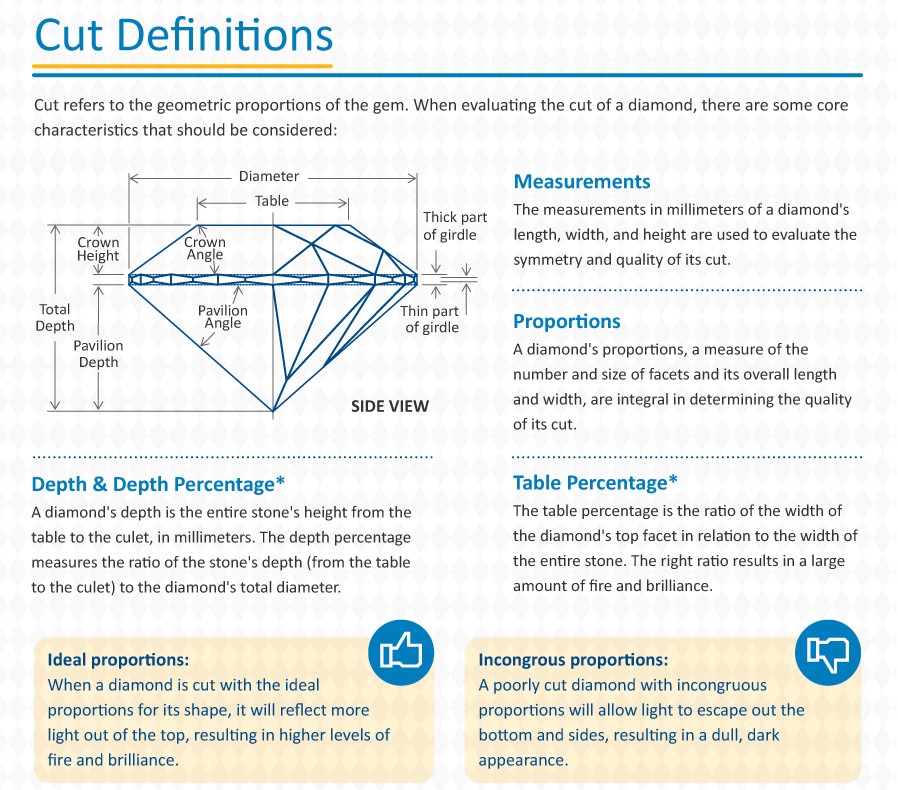 Cut Definitions
Cut refers to the geometric proportions of the gem. When evaluating the cut of a diamond, there are some core
characteristics that should be considered:
Diameter
Table
Thick part
of girdle
Crown
Height
Crown
Angle
Total
Depth
Pavilion
Angle
Thin part
of girdle
Pavilion
Depth
SIDE VIEW
Measurements
The measurements in millimeters of a diamond's
length, width, and height are used to evaluate the
symmetry and quality of its cut.
Proportions
A diamond's proportions, a measure of the
number and size of facets and its overall length
and width, are integral in determining the quality
of its cut.
Depth & Depth Percentage*
A diamond's depth is the entire stone's height from the
table to the culet, in millimeters. The depth percentage
measures the ratio of the stone's depth (from the table
to the culet) to the diamond's total diameter.
Table Percentage*
The table percentage is the ratio of the width of
the diamond's top facet in relation to the width of
the entire stone. The right ratio results in a large
amount of fire and brilliance.
Ideal proportions:
When a diamond is cut with the ideal
proportions for its shape, it will reflect more
light out of the top, resulting in higher levels of
fire and brilliance.
Incongrous proportions:
A poorly cut diamond with incongruous
proportions will allow light to escape out the
bottom and sides, resulting in a dull, dark
appearance.